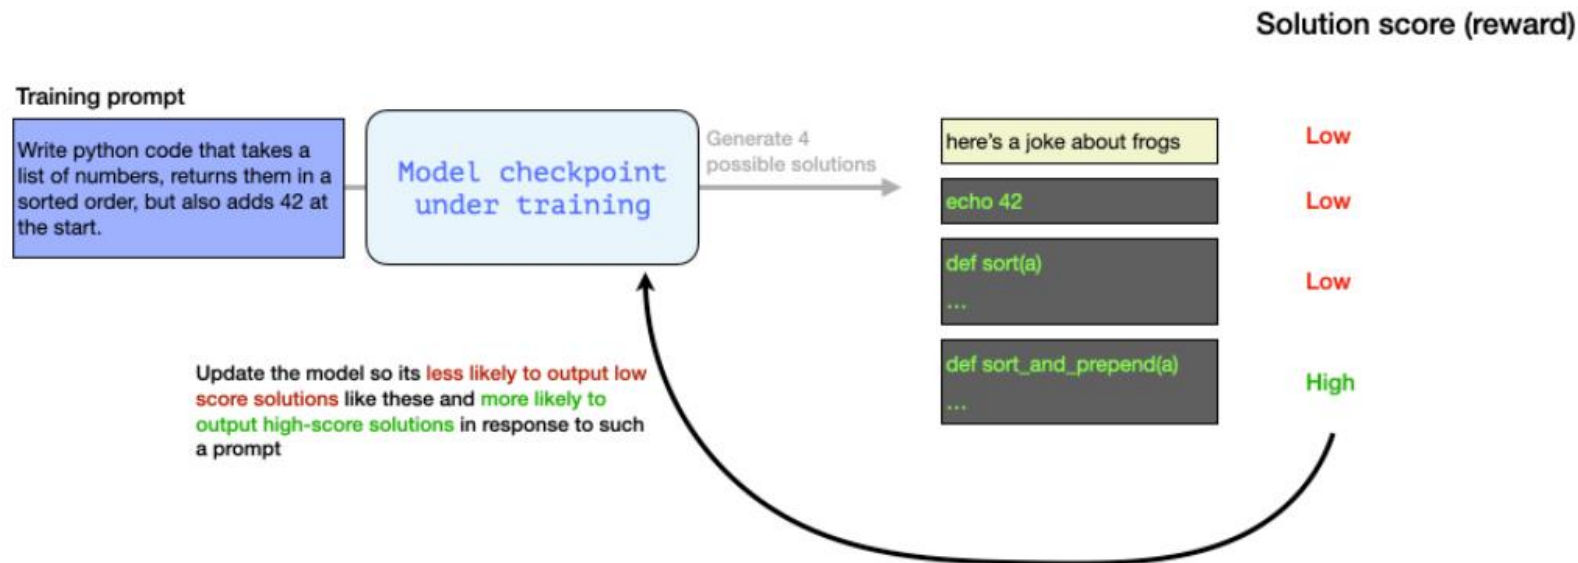 Solution score (reward)
Training prompt
Write python code that takes a
list of numbers, returns them in a
sorted order, but also adds 42 at
the start.
Model checkpoint
under training
Generate 4
possible solutions
here's a joke about frogs
Low
echo 42
Low
def sort(a)
...
Low
def sort_and_prepend(a)
...
High
Update the model so its less likely to output low
score solutions like these and more likely to
output high-score solutions in response to such
a prompt